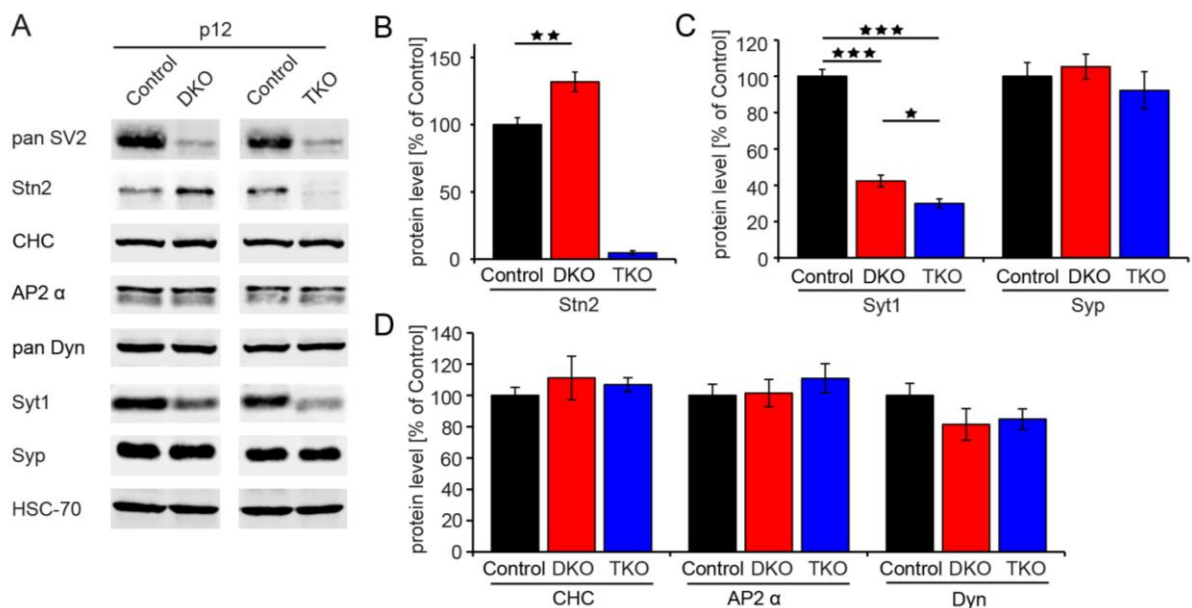 A
p12
Control DKO Control TKO
pan SV2
Stn2
CHC
AP2 α
pan Dyn
Syt1
Syp
HSC-70
B
protein level [% of Control]
150
100
50
0
★★
Control DKO TKO
Stn2
C
protein level [% of Control]
120
100
80
60
40
20
0
★★★
★★★
★
Control DKO TKO Control DKO TKO
Syt1 Syp
D
protein level [% of Control]
140
120
100
80
60
40
20
0
Control DKO TKO Control DKO TKO Control DKO TKO
CHC AP2 α Dyn